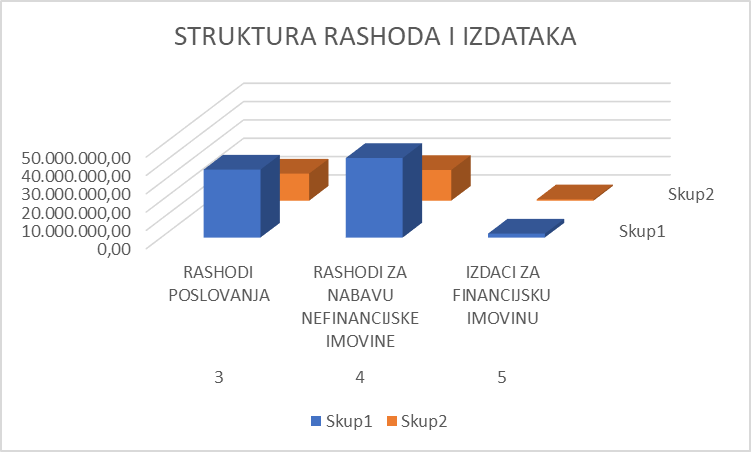 STRUKTURA RASHODA I IZDATAKA
50.000.000,00
40.000.000,00
30.000.000,00
20.000.000,00
10.000.000,00
0,00
Skup2
Skup1
RASHODI
POSLOVANJA
RASHODI ZA
NABAVU
NEFINANCIJSKE
IMOVINE
IZDACI ZA
FINANCIJSKU
IMOVINU
3
4
5
Skup1
Skup2